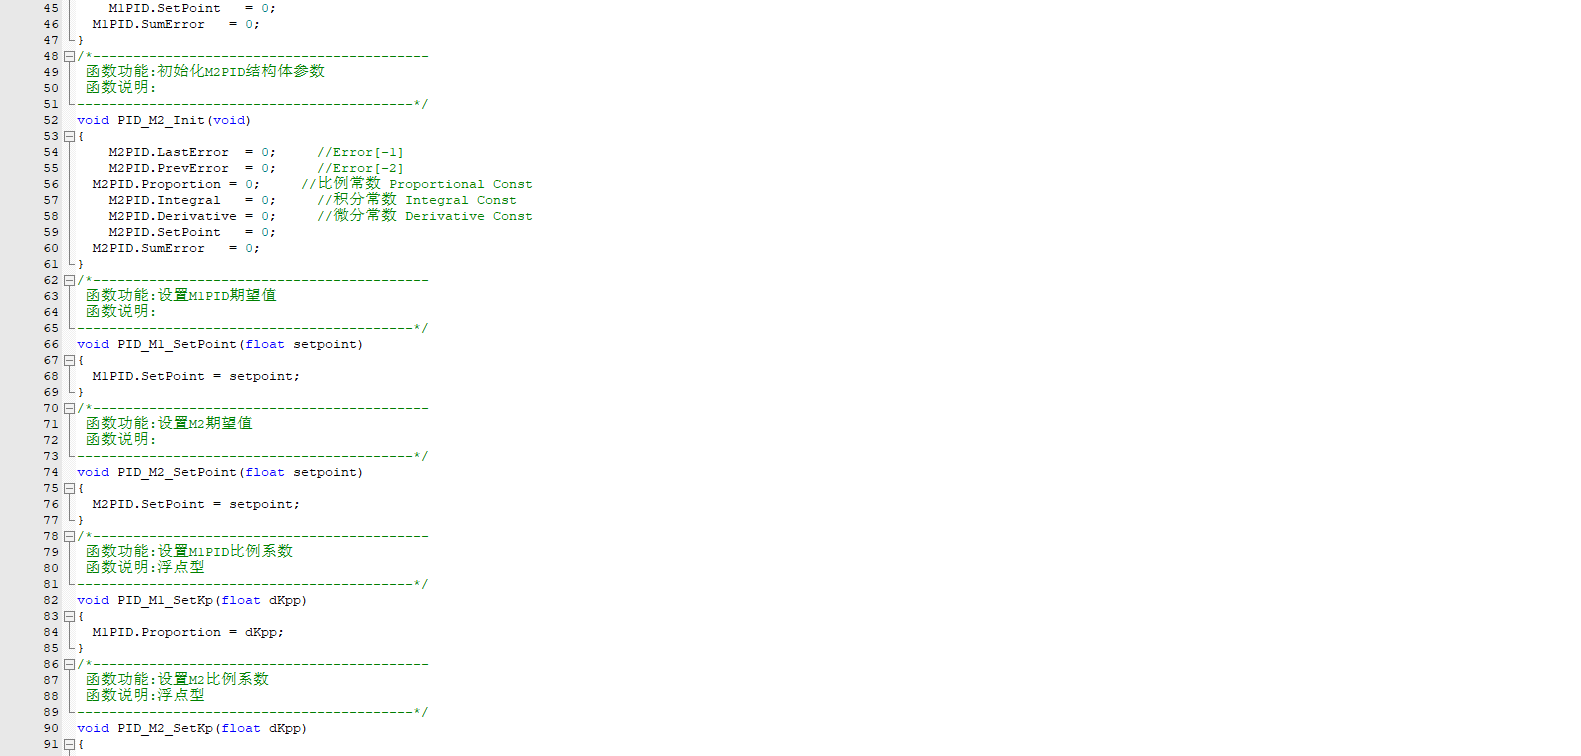 45 M1PID.SetPoint   = 0;
46 M1PID.SumError   = 0;
47 }
48 /*------------------------------------------
49 函数功能:初始化M2PID结构体参数
50 函数说明:
51 ------------------------------------------*/
52 void PID_M2_Init(void)
53 {
54 M2PID.LastError  = 0;     //Error[-1]
55 M2PID.PrevError  = 0;     //Error[-2]
56 M2PID.Proportion = 0;     //比例常数 Proportional Const
57 M2PID.Integral   = 0;     //积分常数 Integral Const
58 M2PID.Derivative = 0;     //微分常数 Derivative Const
59 M2PID.SetPoint   = 0;
60 M2PID.SumError   = 0;
61 }
62 /*------------------------------------------
63 函数功能:设置M1PID期望值
64 函数说明:
65 ------------------------------------------*/
66 void PID_M1_SetPoint(float setpoint)
67 {
68 M1PID.SetPoint = setpoint;
69 }
70 /*------------------------------------------
71 函数功能:设置M2期望值
72 函数说明:
73 ------------------------------------------*/
74 void PID_M2_SetPoint(float setpoint)
75 {
76 M2PID.SetPoint = setpoint;
77 }
78 /*------------------------------------------
79 函数功能:设置M1PID比例系数
80 函数说明:浮点型
81 ------------------------------------------*/
82 void PID_M1_SetKp(float dKpp)
83 {
84 M1PID.Proportion = dKpp;
85 }
86 /*------------------------------------------
87 函数功能:设置M2比例系数
88 函数说明:浮点型
89 ------------------------------------------*/
90 void PID_M2_SetKp(float dKpp)
91 {